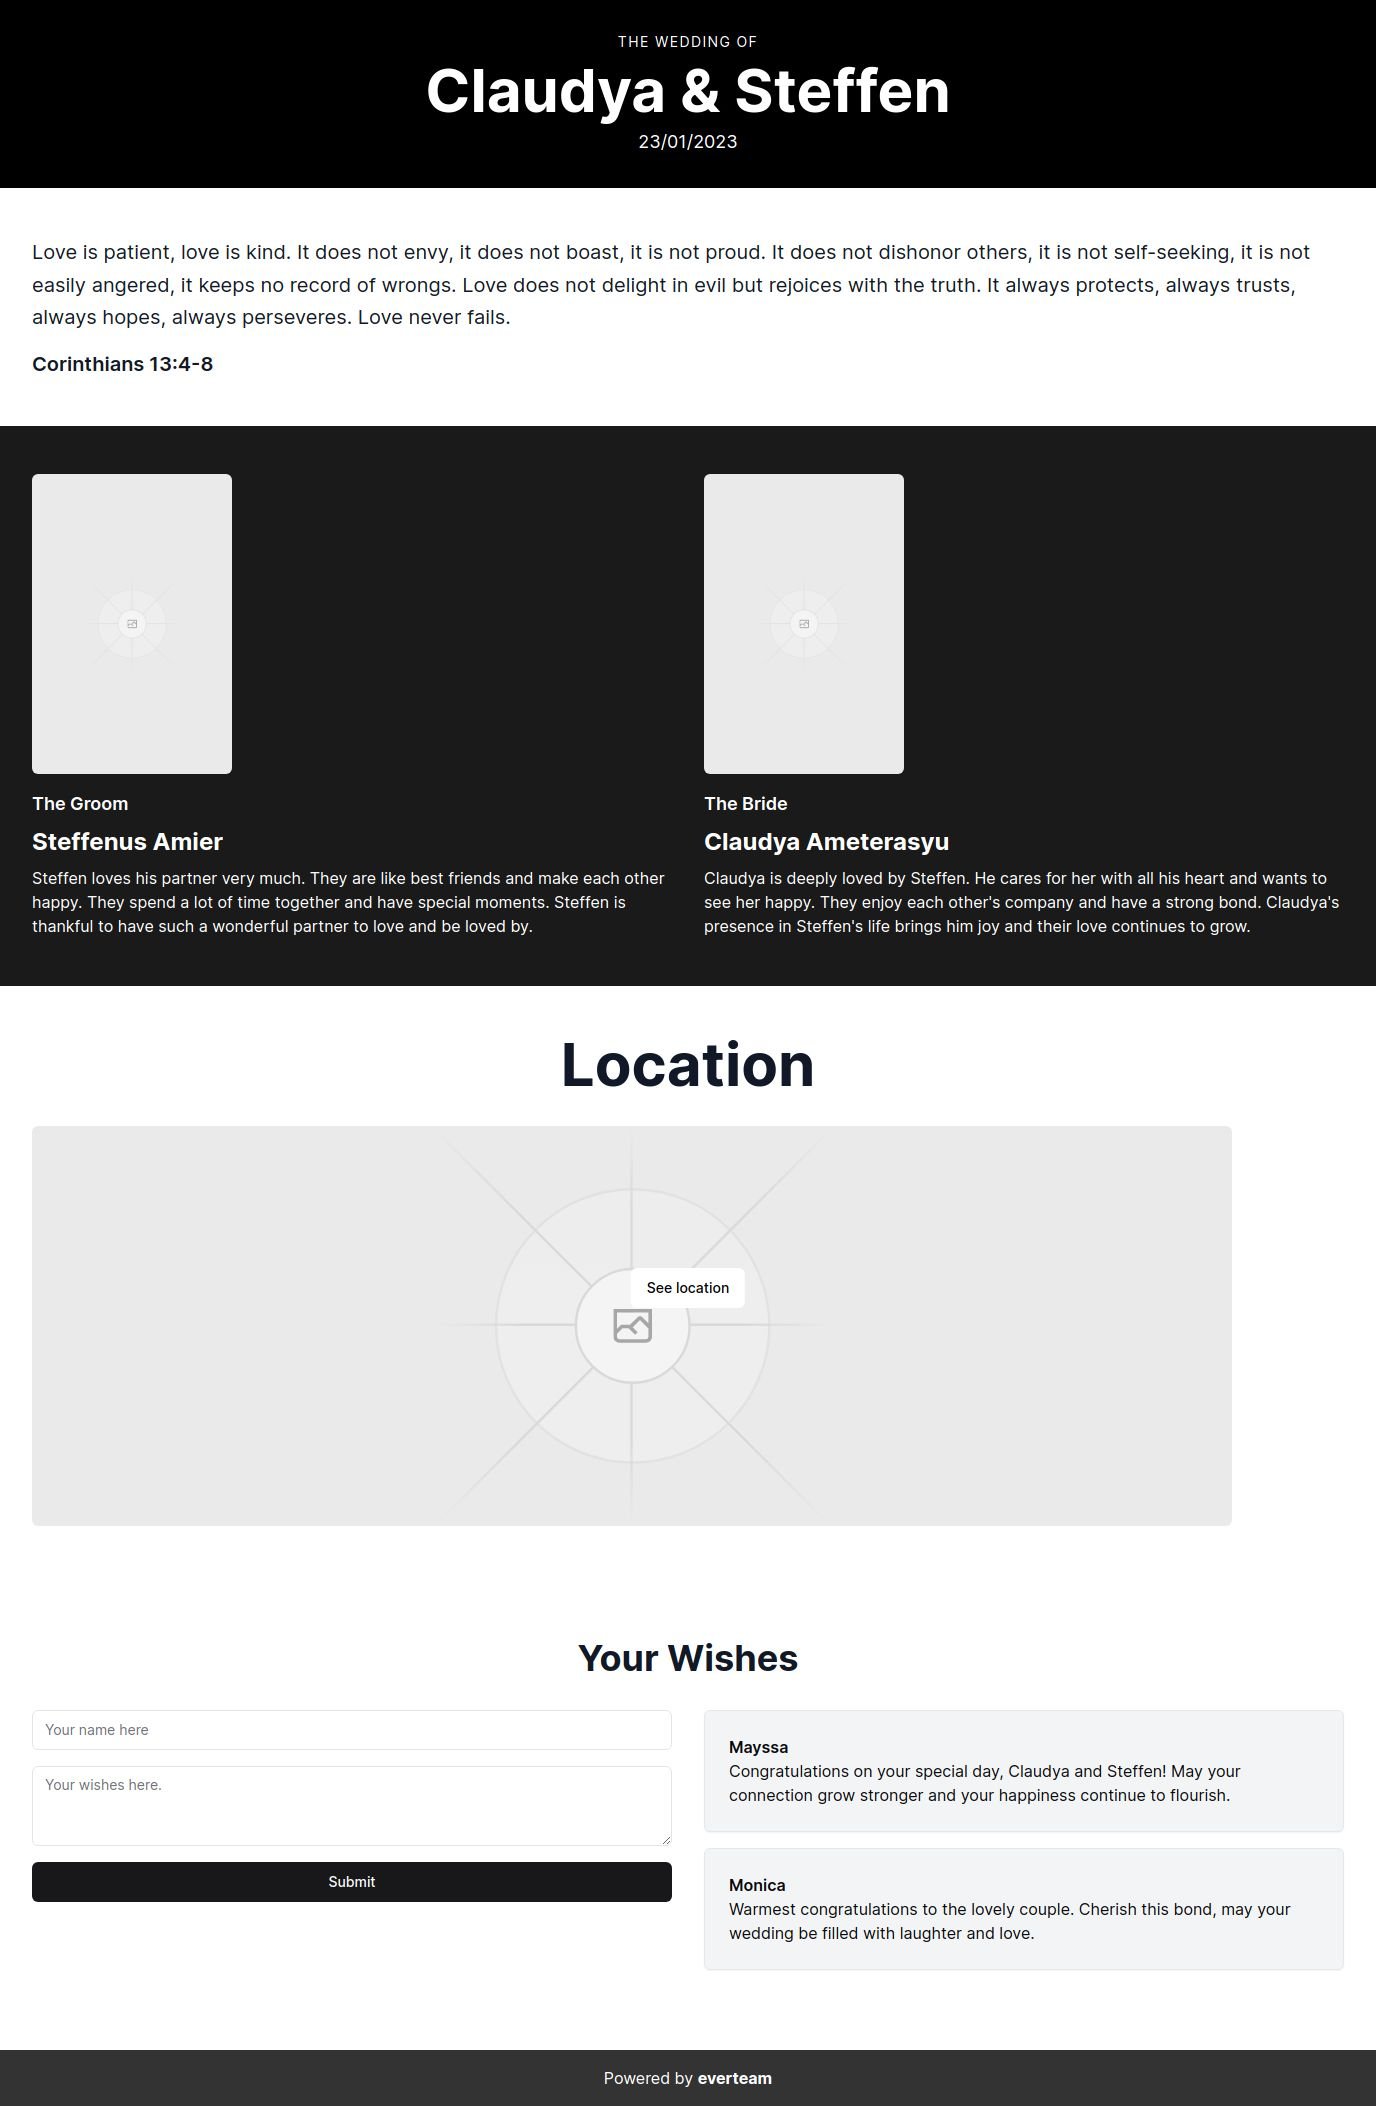 THE WEDDING OF
Claudya & Steffen
23/01/2023
Love is patient, love is kind. It does not envy, it does not boast, it is not proud. It does not dishonor others, it is not self-seeking, it is not
easily angered, it keeps no record of wrongs. Love does not delight in evil but rejoices with the truth. It always protects, always trusts,
always hopes, always perseveres. Love never fails.
Corinthians 13:4-8
The Groom
Steffenus Amier
Steffen loves his partner very much. They are like best friends and make each other
happy. They spend a lot of time together and have special moments. Steffen is
thankful to have such a wonderful partner to love and be loved by.
The Bride
Claudya Ameterasyu
Claudya is deeply loved by Steffen. He cares for her with all his heart and wants to
see her happy. They enjoy each other's company and have a strong bond. Claudya's
presence in Steffen's life brings him joy and their love continues to grow.
Location
See location
Your Wishes
Your name here
Your wishes here.
Submit
Mayssa
Congratulations on your special day, Claudya and Steffen! May your
connection grow stronger and your happiness continue to flourish.
Monica
Warmest congratulations to the lovely couple. Cherish this bond, may your
wedding be filled with laughter and love.
Powered by everteam